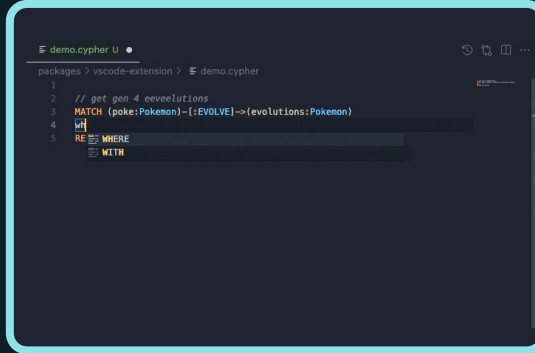 demo.cypher U
packages > vscode-extension > demo.cypher
1
2 // get gen 4 eeveelutions
3 MATCH (poke:Pokemon)-[:EVOLVE]->(evolutions:Pokemon)
4 wh
5 RE
WHERE
WITH